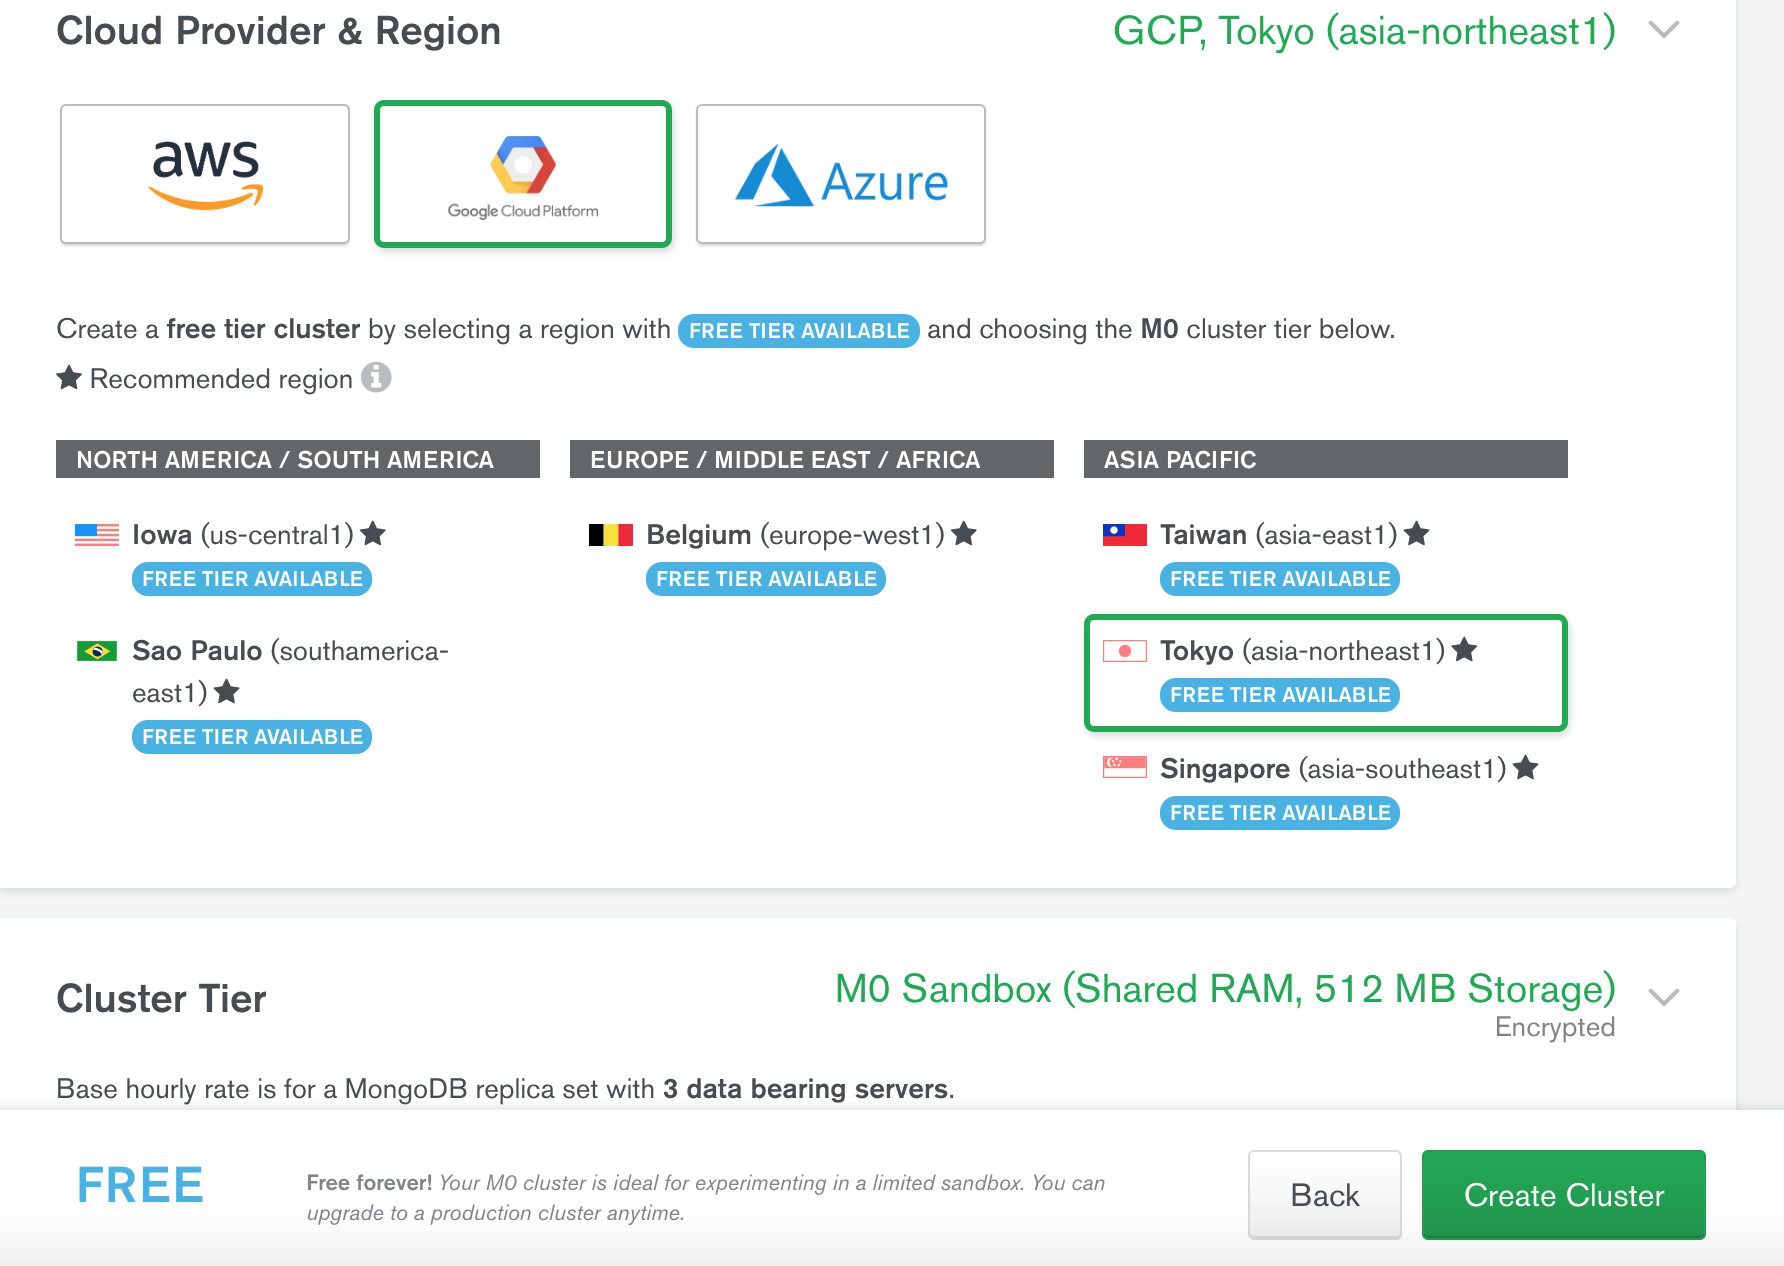 Cloud Provider & Region
GCP, Tokyo (asia-northeast1)
aws
Google Cloud Platform
Azure
Create a free tier cluster by selecting a region with FREE TIER AVAILABLE and choosing the M0 cluster tier below.
★ Recommended region i
NORTH AMERICA / SOUTH AMERICA
Iowa (us-central1) ★
FREE TIER AVAILABLE
Sao Paulo (southamerica-
east1) ★
FREE TIER AVAILABLE
EUROPE / MIDDLE EAST / AFRICA
Belgium (europe-west1) ★
FREE TIER AVAILABLE
ASIA PACIFIC
Taiwan (asia-east1) ★
FREE TIER AVAILABLE
Tokyo (asia-northeast1) ★
FREE TIER AVAILABLE
Singapore (asia-southeast1) ★
FREE TIER AVAILABLE
Cluster Tier
M0 Sandbox (Shared RAM, 512 MB Storage)
Encrypted
Base hourly rate is for a MongoDB replica set with 3 data bearing servers.
FREE
Free forever! Your M0 cluster is ideal for experimenting in a limited sandbox. You can
upgrade to a production cluster anytime.
Back
Create Cluster